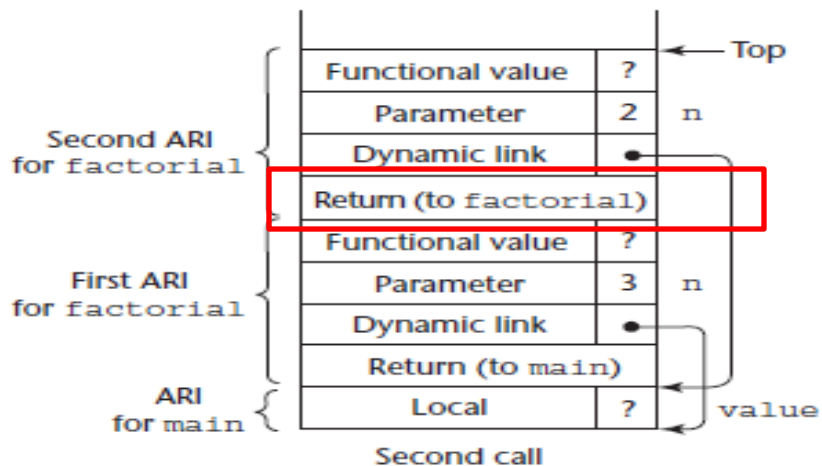 Top
Functional value ?
Parameter 2 n
Second ARI
for factorial
Dynamic link
Return (to factorial)
Functional value ?
First ARI
for factorial
Parameter 3 n
Dynamic link
Return (to main)
ARI
for main
Local ? value
Second call